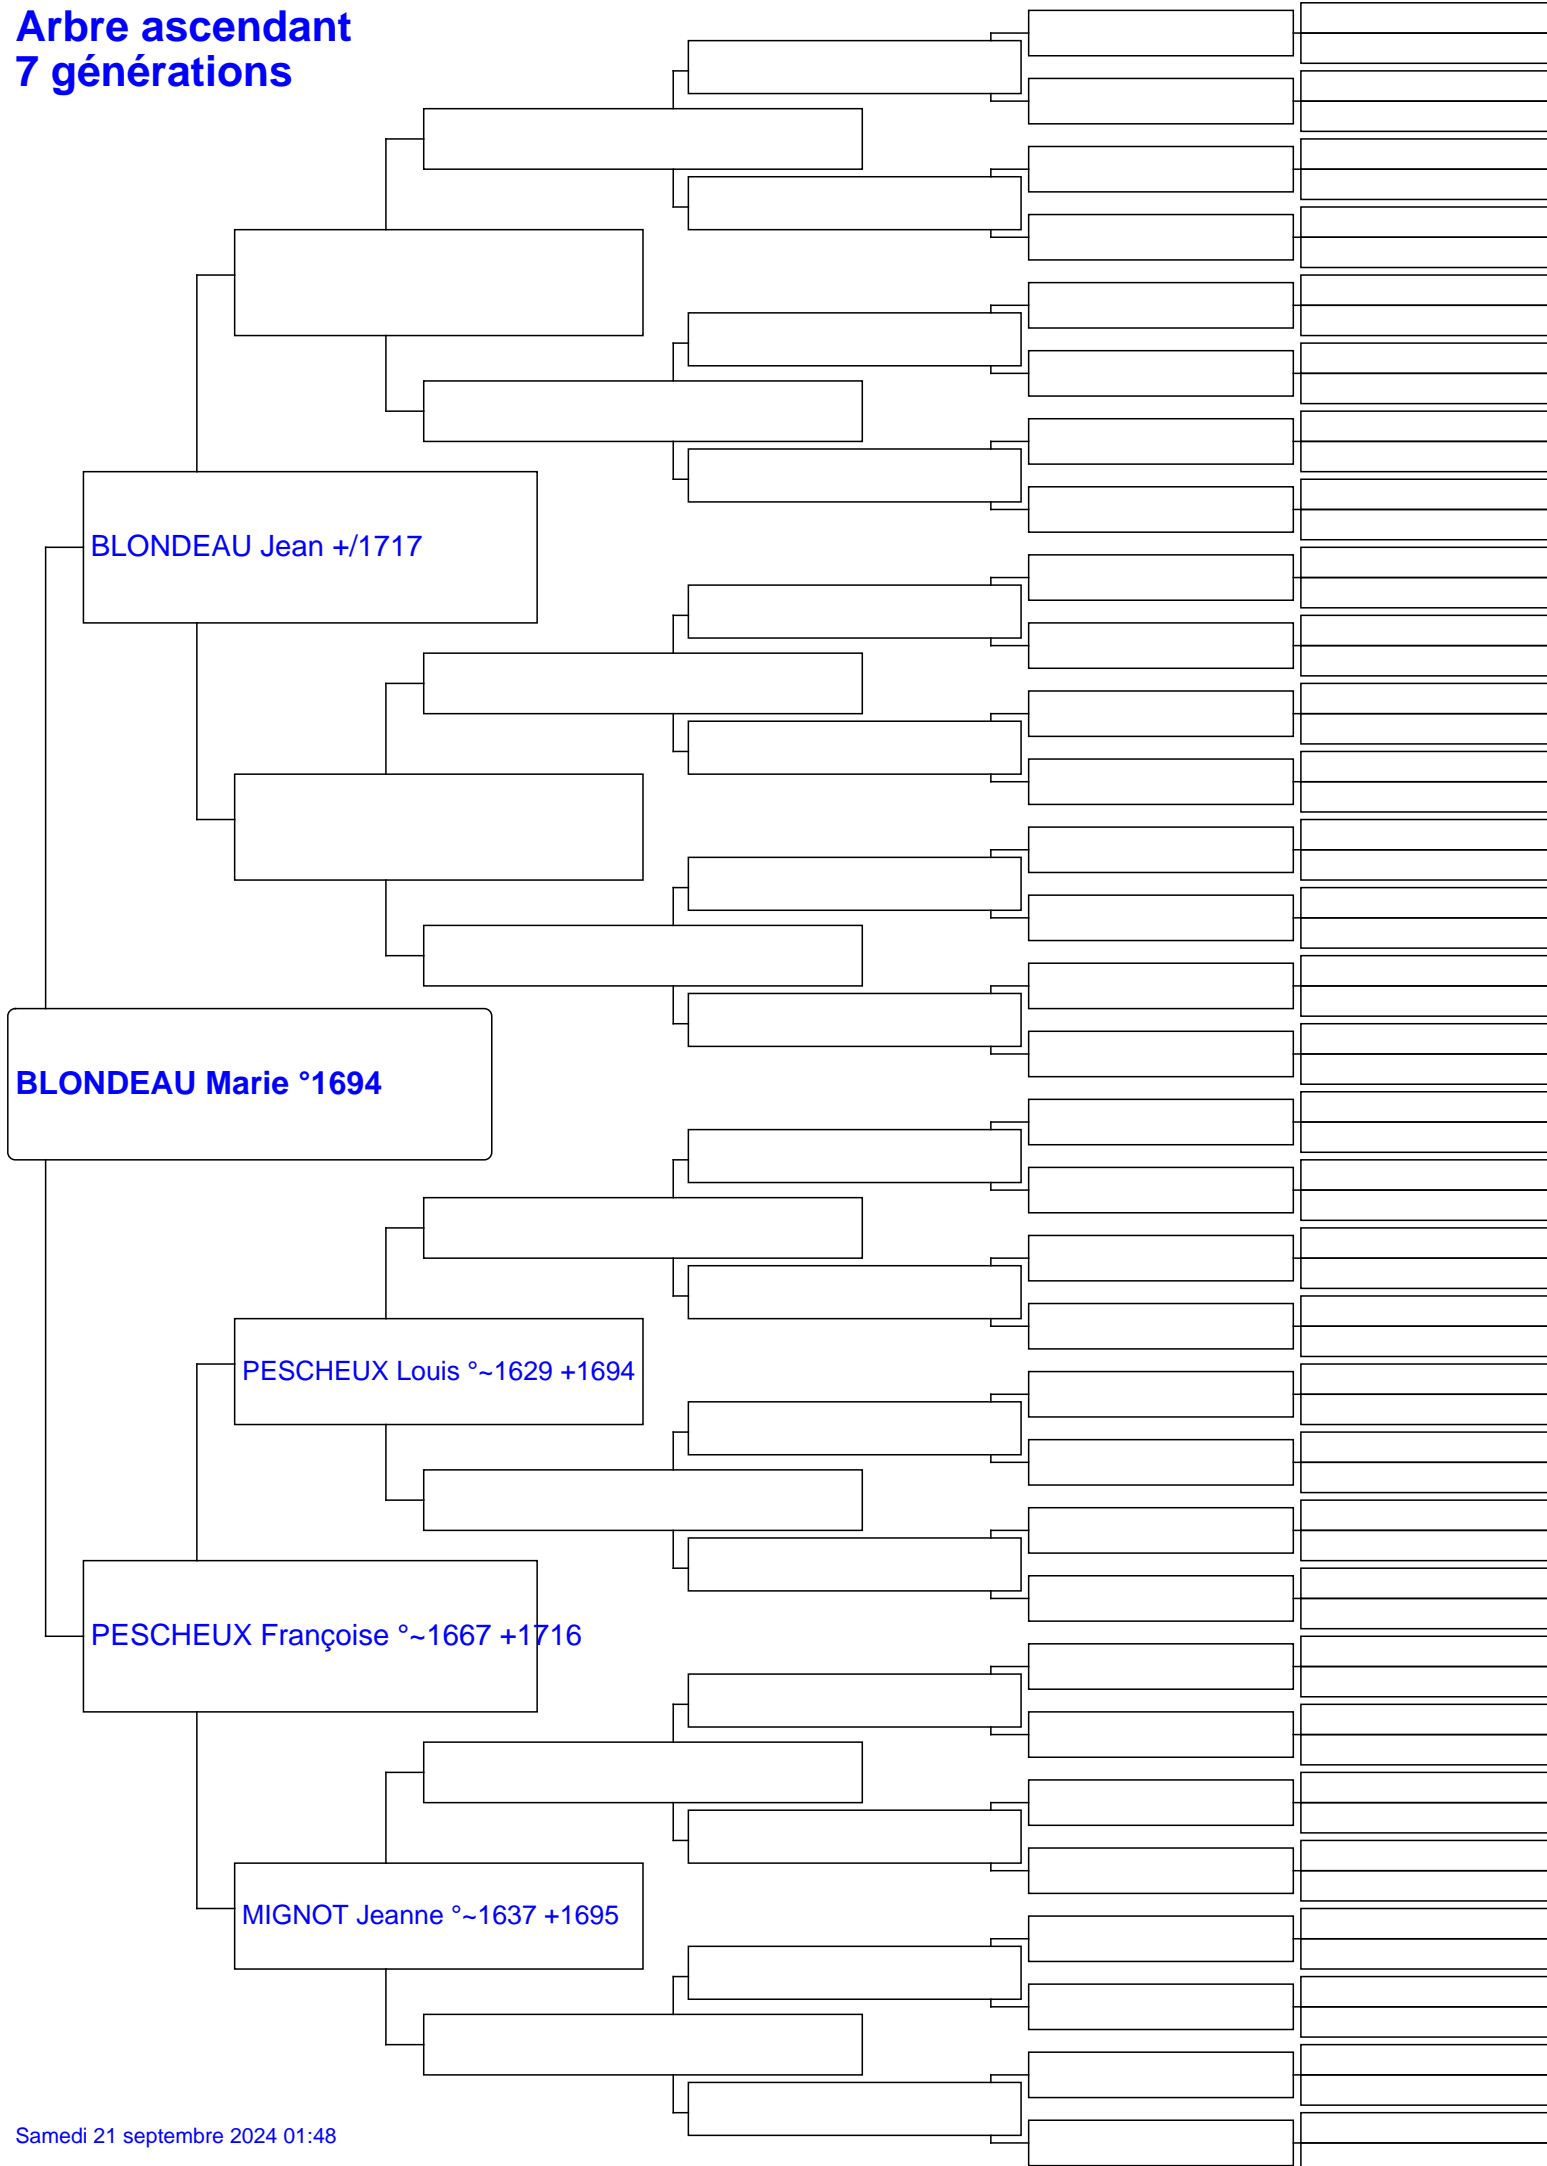 Arbre ascendant
7 générations
BLONDEAU Jean +/1717
BLONDEAU Marie °1694
PESCHEUX Louis °~1629 +1694
PESCHEUX Françoise °~1667 +1716
MIGNOT Jeanne °~1637 +1695
Samedi 21 septembre 2024 01:48